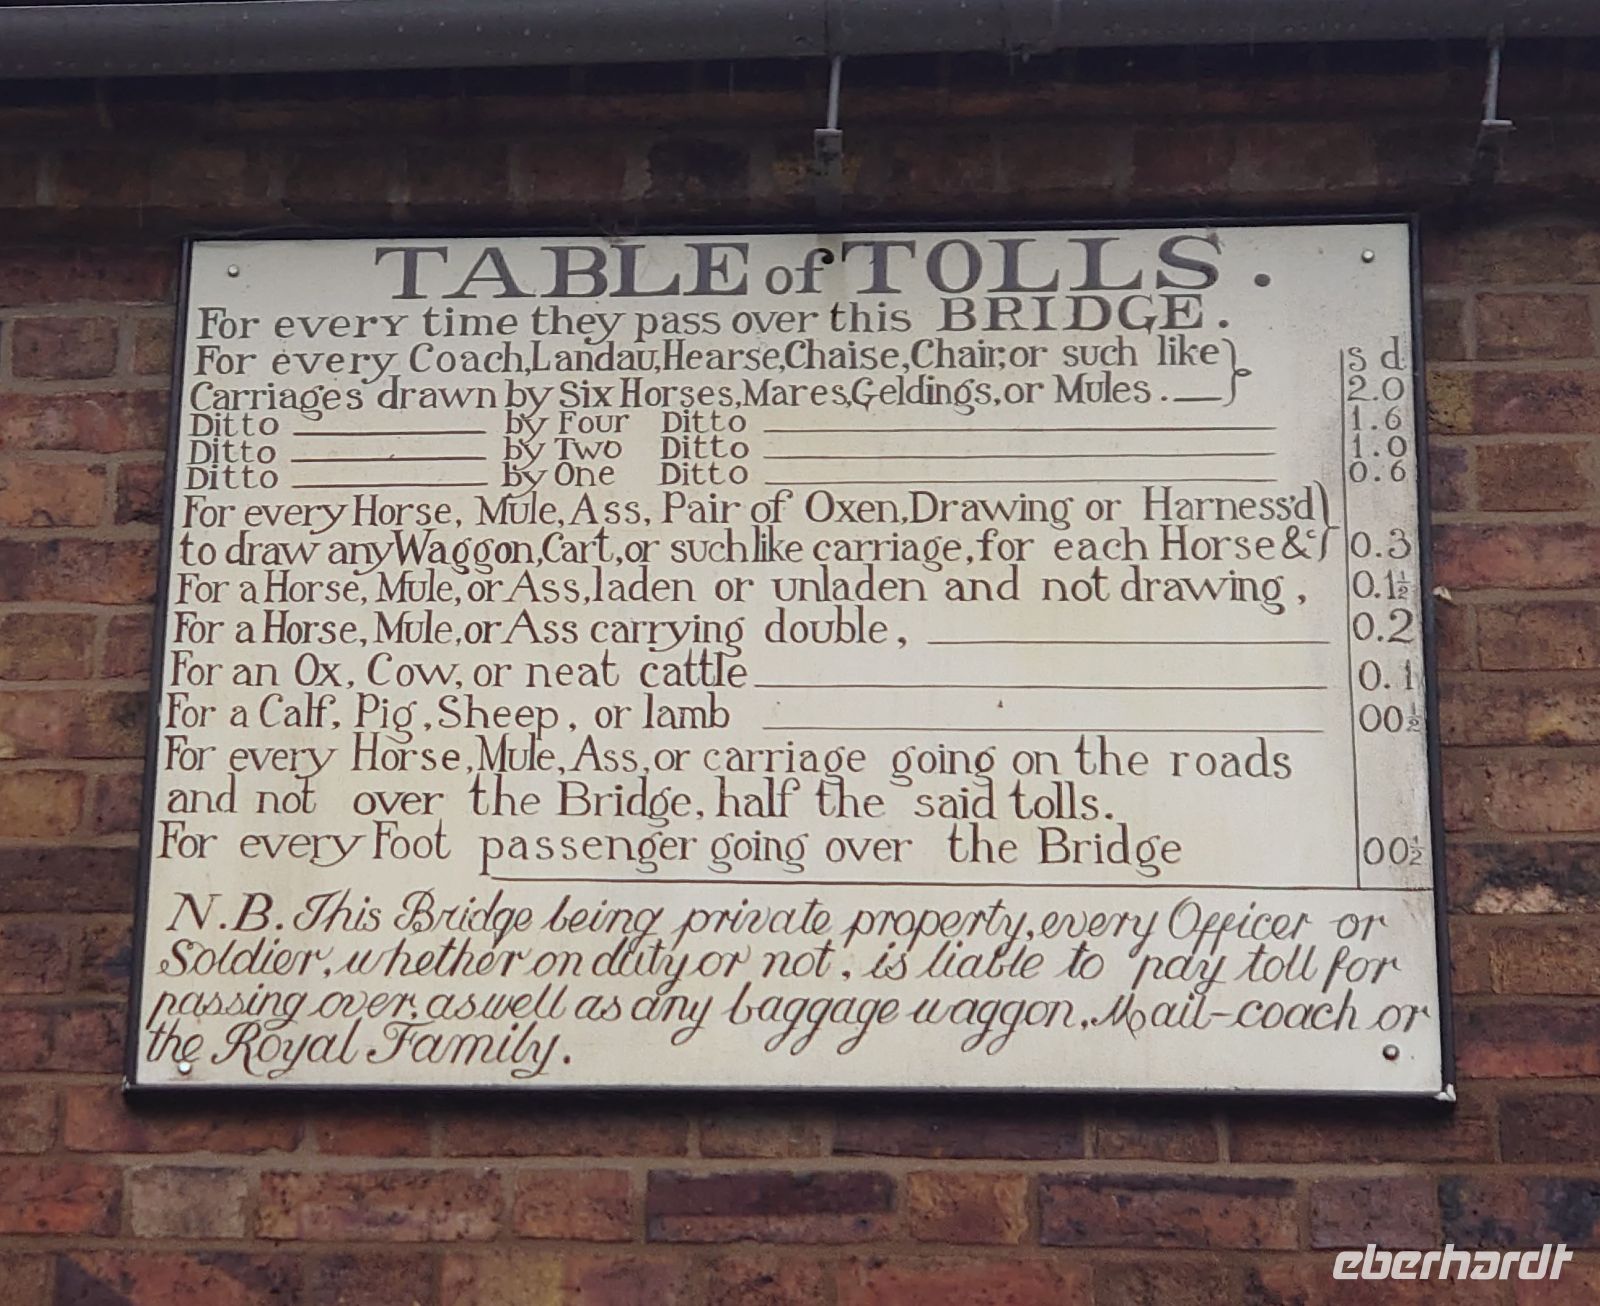 TABLE of TOLLS.
For every time they pass over this BRIDGE.
For every Coach, Landau, Hearse, Chaise, Chair, or such like } s d
Carriages drawn by Six Horses, Mares, Geldings, or Mules. — } 2.0
Ditto by Four Ditto 1.6
Ditto by Two Ditto 1.0
Ditto by One Ditto 0.6
For every Horse, Mule, Ass, Pair of Oxen, Drawing or Harness'd }
to draw any Waggon, Cart, or such like carriage, for each Horse &c } 0.3
For a Horse, Mule, or Ass, laden or unladen and not drawing, 0.1½
For a Horse, Mule, or Ass carrying double, 0.2
For an Ox, Cow, or neat cattle 0.1
For a Calf, Pig, Sheep, or lamb 00½
For every Horse, Mule, Ass, or carriage going on the roads
and not over the Bridge, half the said tolls.
For every Foot passenger going over the Bridge 00½
N.B. This Bridge being private property, every Officer or
Soldier, whether on duty or not, is liable to pay toll for
passing over, as well as any baggage waggon, Mail-coach or
the Royal Family.
eberhardt